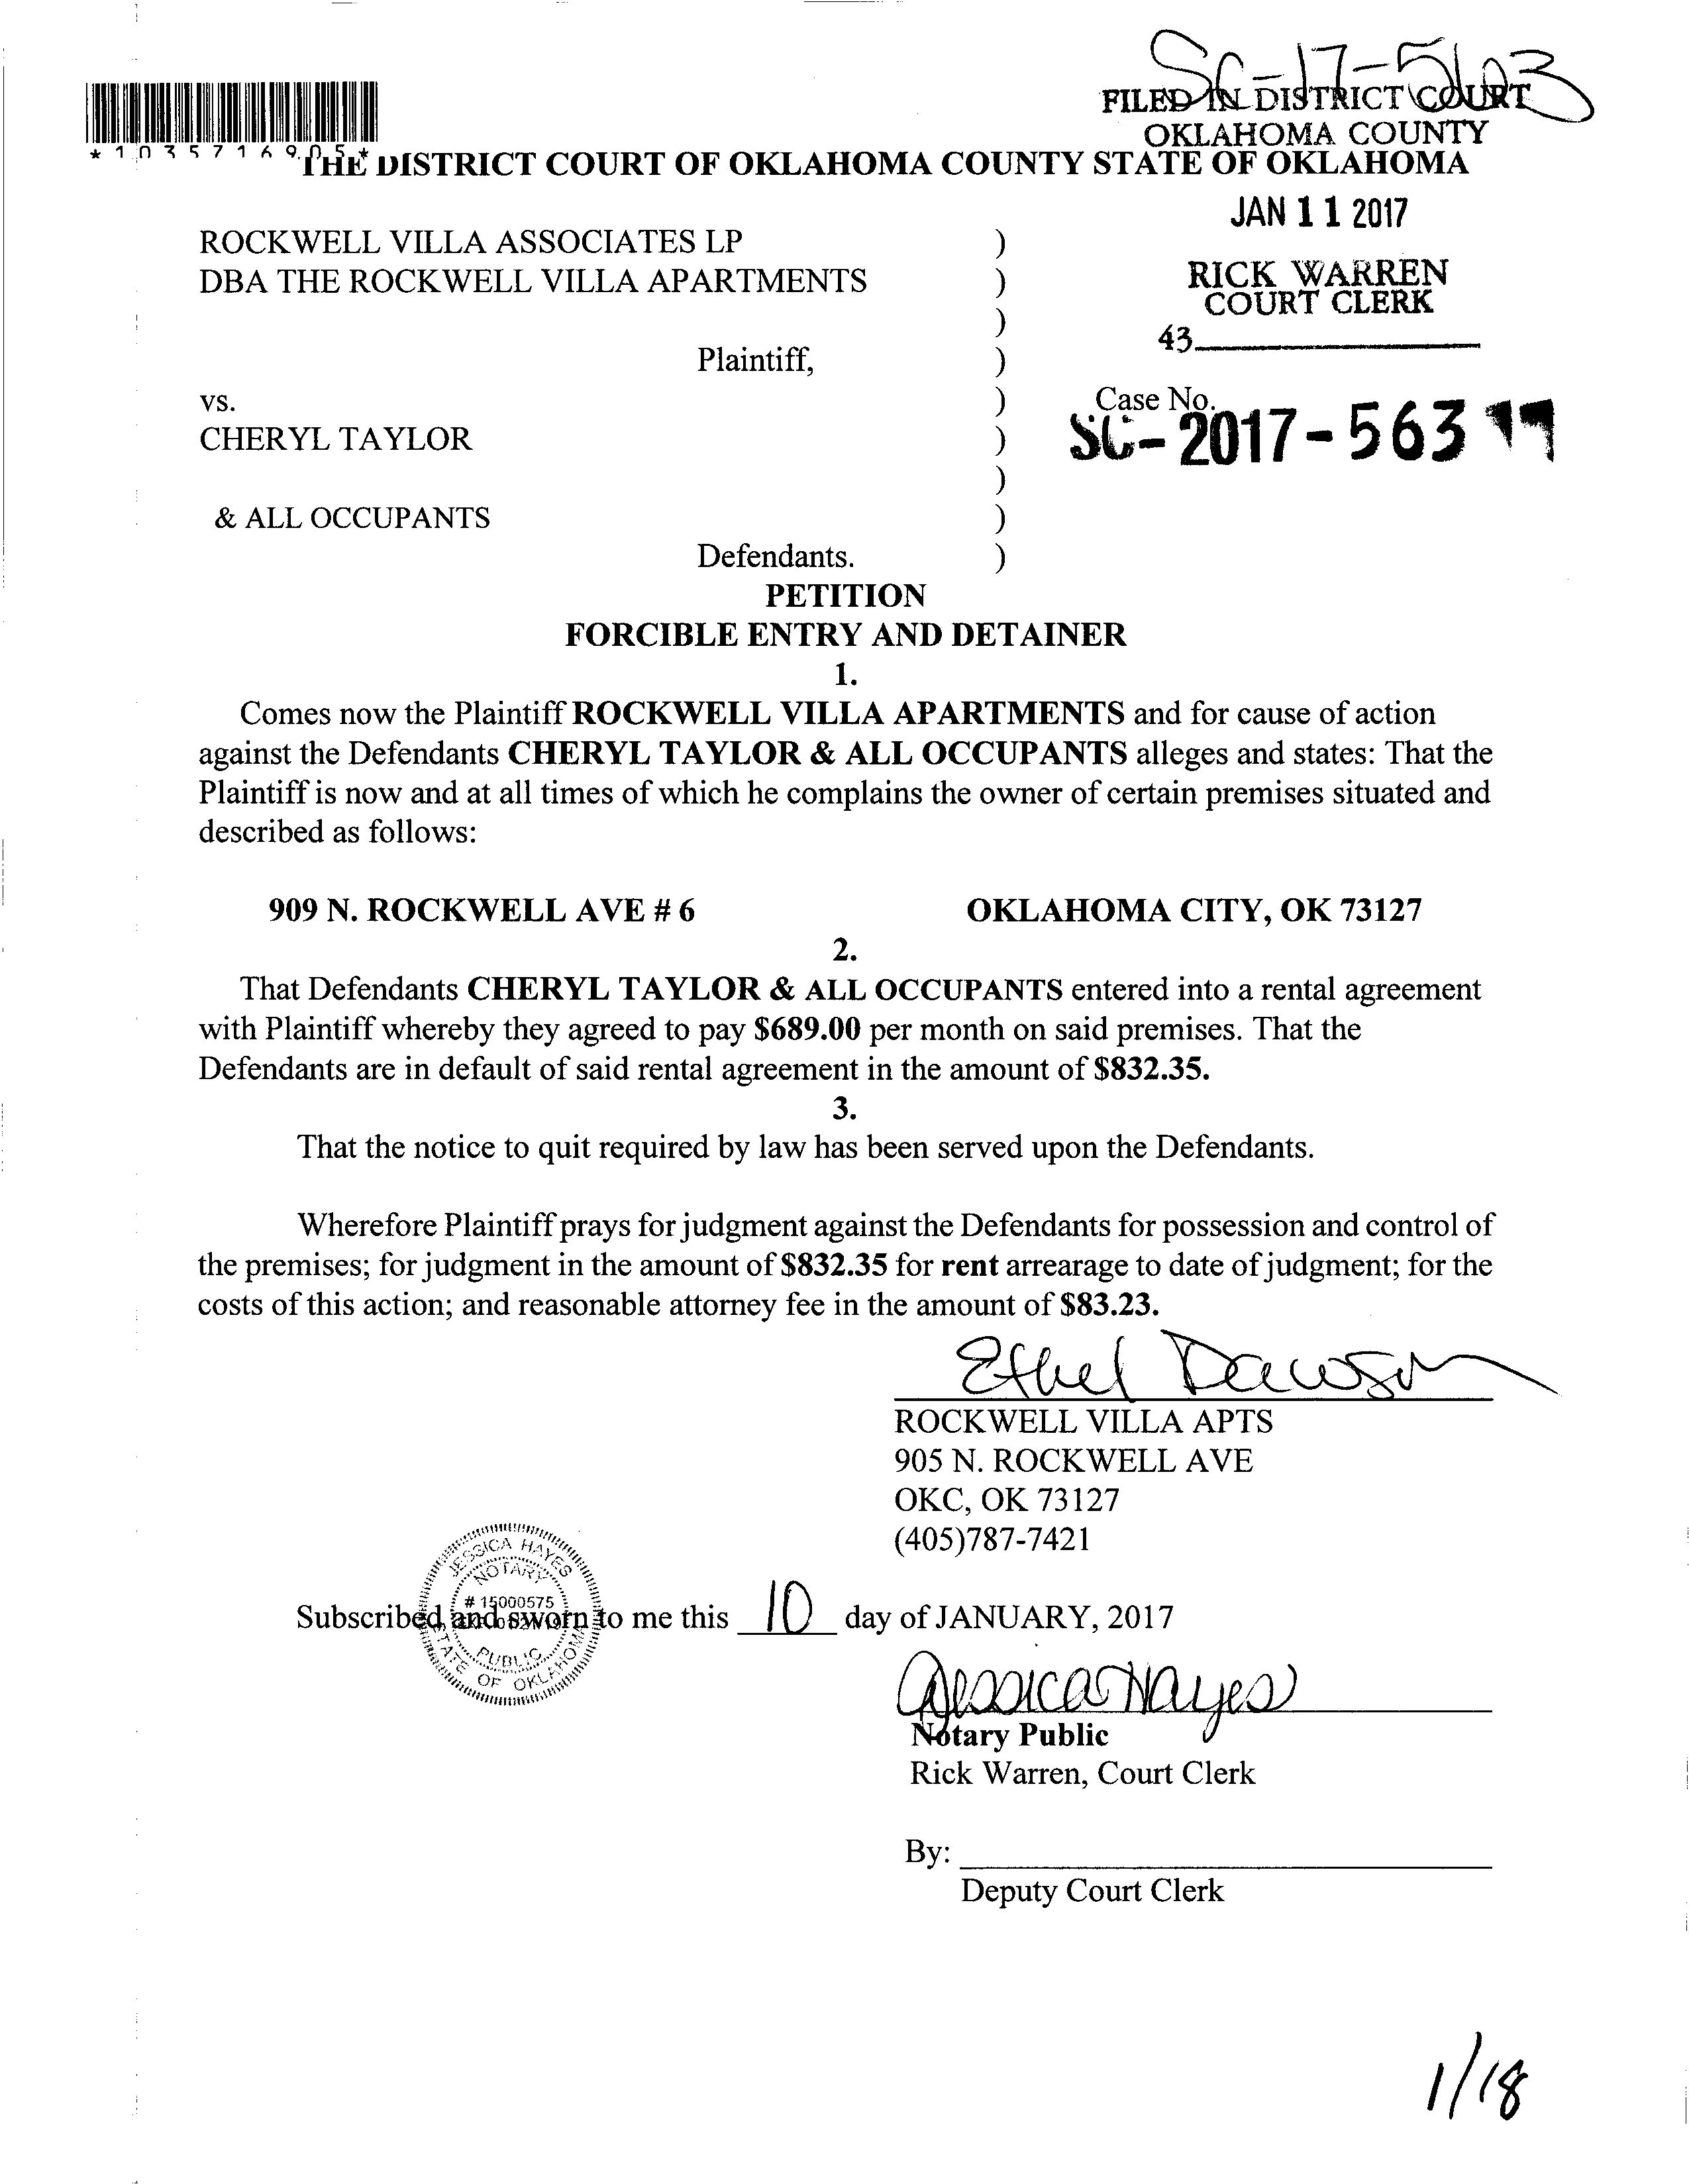 SC-17-563
FILED IN DISTRICT COURT
OKLAHOMA COUNTY
*1035716905*
THE DISTRICT COURT OF OKLAHOMA COUNTY STATE OF OKLAHOMA
JAN 11 2017
ROCKWELL VILLA ASSOCIATES LP )
DBA THE ROCKWELL VILLA APARTMENTS )
RICK WARREN
COURT CLERK
)
43
Plaintiff, )
vs. )
Case No.
SC-2017-563
CHERYL TAYLOR )
)
& ALL OCCUPANTS )
Defendants. )
PETITION
FORCIBLE ENTRY AND DETAINER
1.
Comes now the Plaintiff ROCKWELL VILLA APARTMENTS and for cause of action
against the Defendants CHERYL TAYLOR & ALL OCCUPANTS alleges and states: That the
Plaintiff is now and at all times of which he complains the owner of certain premises situated and
described as follows:
909 N. ROCKWELL AVE # 6 OKLAHOMA CITY, OK 73127
2.
That Defendants CHERYL TAYLOR & ALL OCCUPANTS entered into a rental agreement
with Plaintiff whereby they agreed to pay $689.00 per month on said premises. That the
Defendants are in default of said rental agreement in the amount of $832.35.
3.
That the notice to quit required by law has been served upon the Defendants.
Wherefore Plaintiff prays for judgment against the Defendants for possession and control of
the premises; for judgment in the amount of $832.35 for rent arrearage to date of judgment; for the
costs of this action; and reasonable attorney fee in the amount of $83.23.
Ethel Dawson
ROCKWELL VILLA APTS
905 N. ROCKWELL AVE
OKC, OK 73127
(405)787-7421
JESSICA HAYES
NOTARY
# 15000575
PUBLIC
STATE OF OKLAHOMA
Subscribed and sworn to me this 10 day of JANUARY, 2017
Jessica Hayes
Notary Public
Rick Warren, Court Clerk
By:
Deputy Court Clerk
1/18